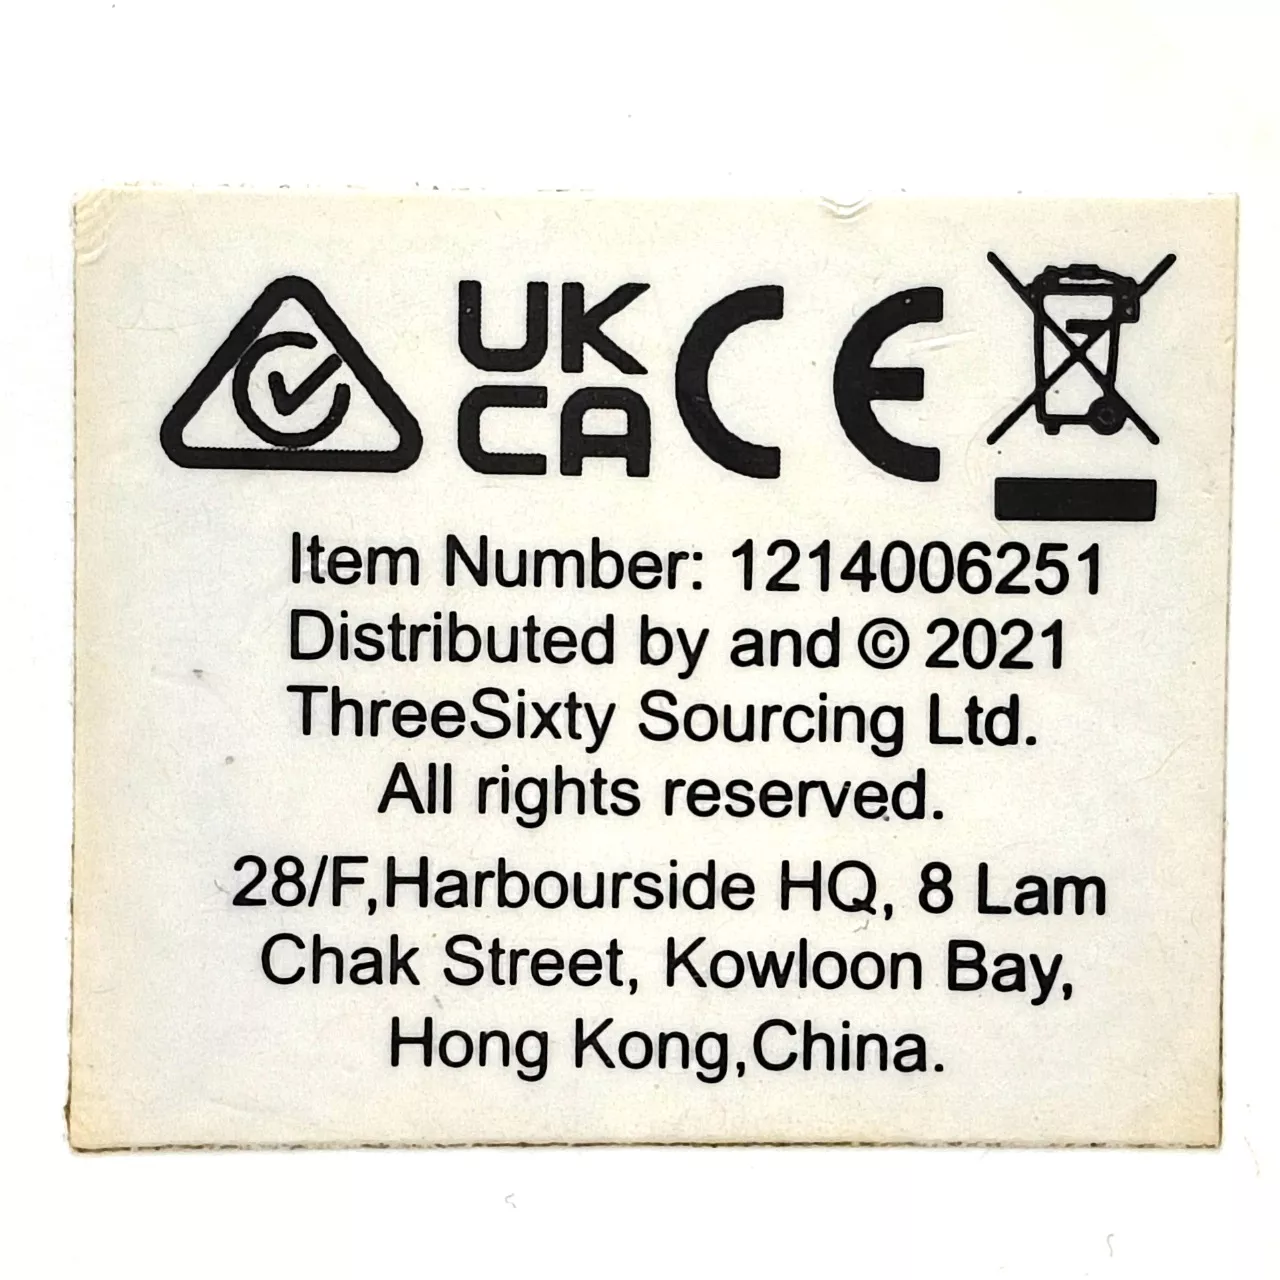 UK CE
CA
Item Number: 1214006251
Distributed by and © 2021
ThreeSixty Sourcing Ltd.
All rights reserved.
28/F,Harbourside HQ, 8 Lam
Chak Street, Kowloon Bay,
Hong Kong,China.